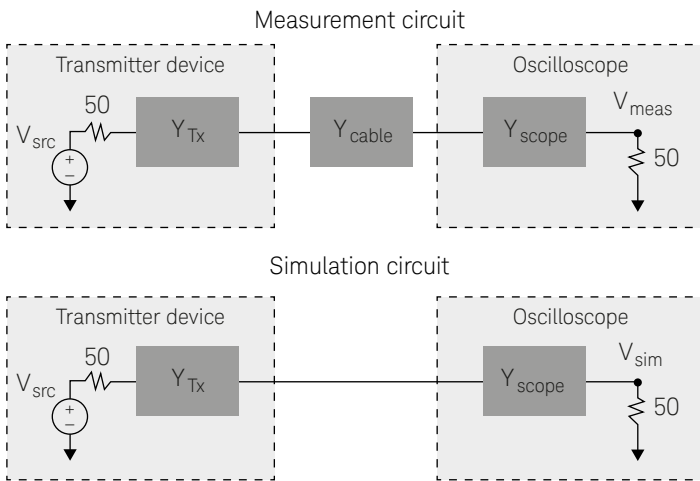 Measurement circuit
Transmitter device
Oscilloscope
50
V_src
+
–
Y_Tx
Y_cable
Y_scope
V_meas
50
Simulation circuit
Transmitter device
Oscilloscope
50
V_src
+
–
Y_Tx
Y_scope
V_sim
50